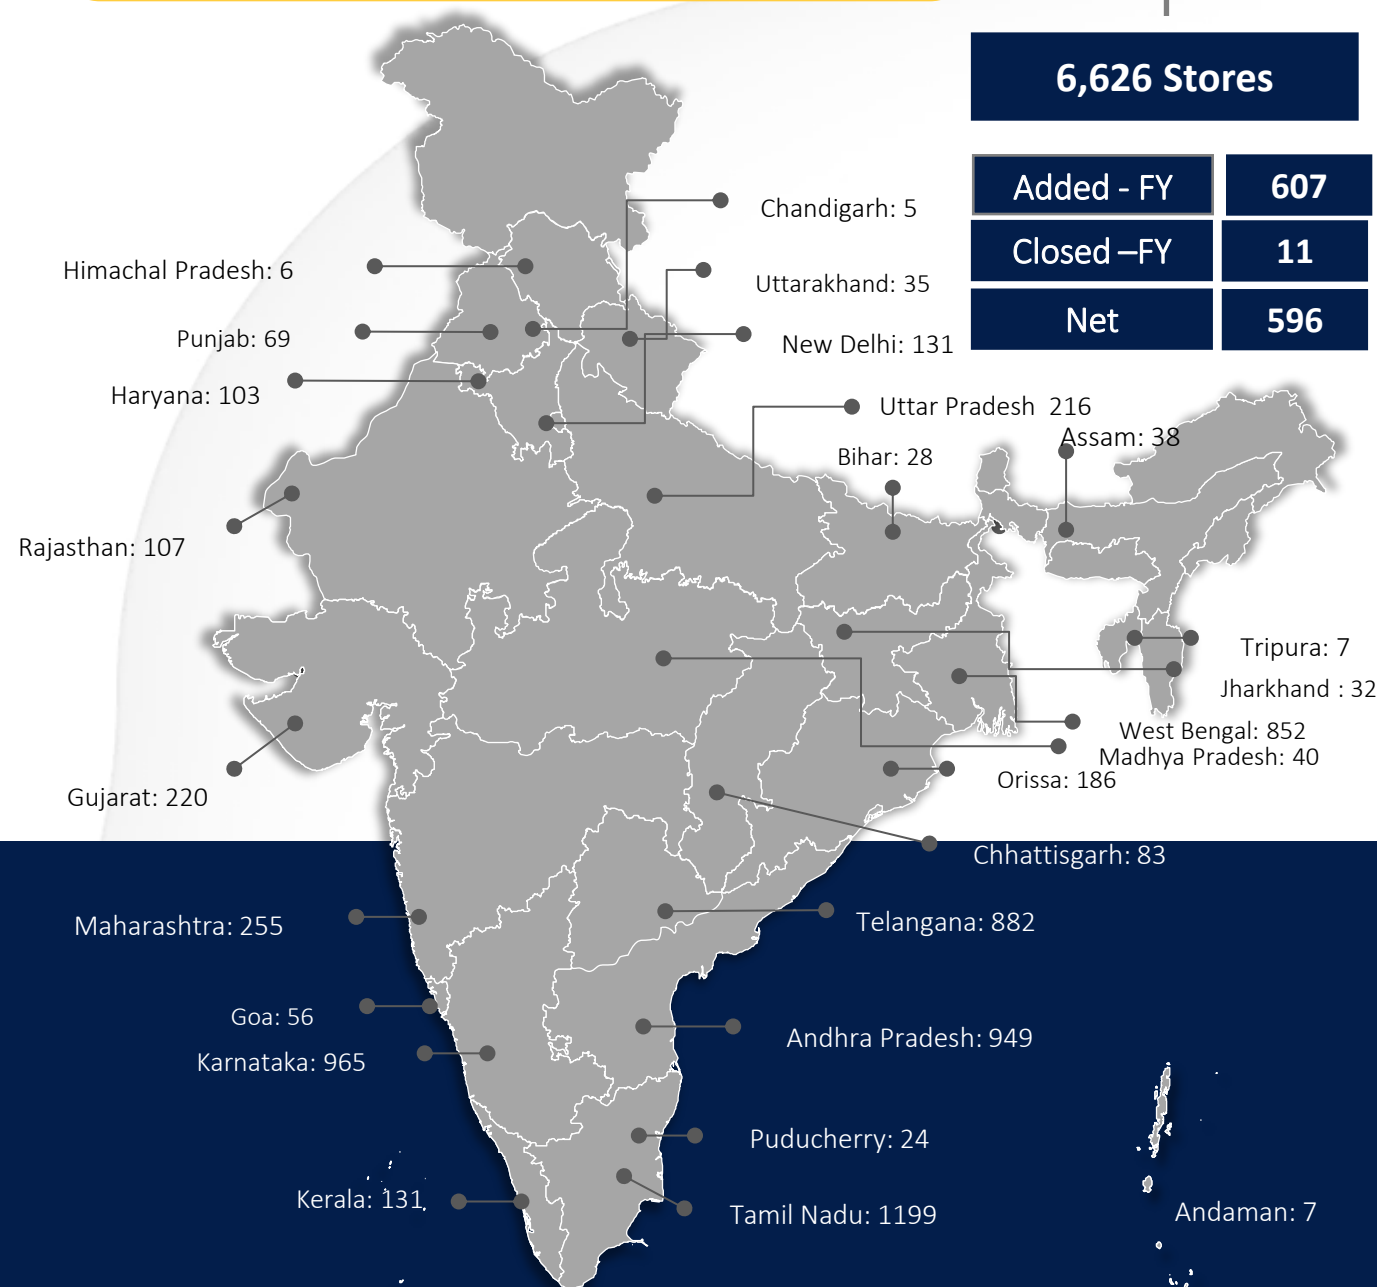 6,626 Stores
Added - FY 607
Closed –FY 11
Net 596
Chandigarh: 5
Himachal Pradesh: 6
Uttarakhand: 35
Punjab: 69
New Delhi: 131
Haryana: 103
Uttar Pradesh  216
Assam: 38
Bihar: 28
Rajasthan: 107
Tripura: 7
Jharkhand : 32
West Bengal: 852
Madhya Pradesh: 40
Orissa: 186
Gujarat: 220
Chhattisgarh: 83
Maharashtra: 255
Telangana: 882
Goa: 56
Andhra Pradesh: 949
Karnataka: 965
Puducherry: 24
Kerala: 131
Tamil Nadu: 1199
Andaman: 7